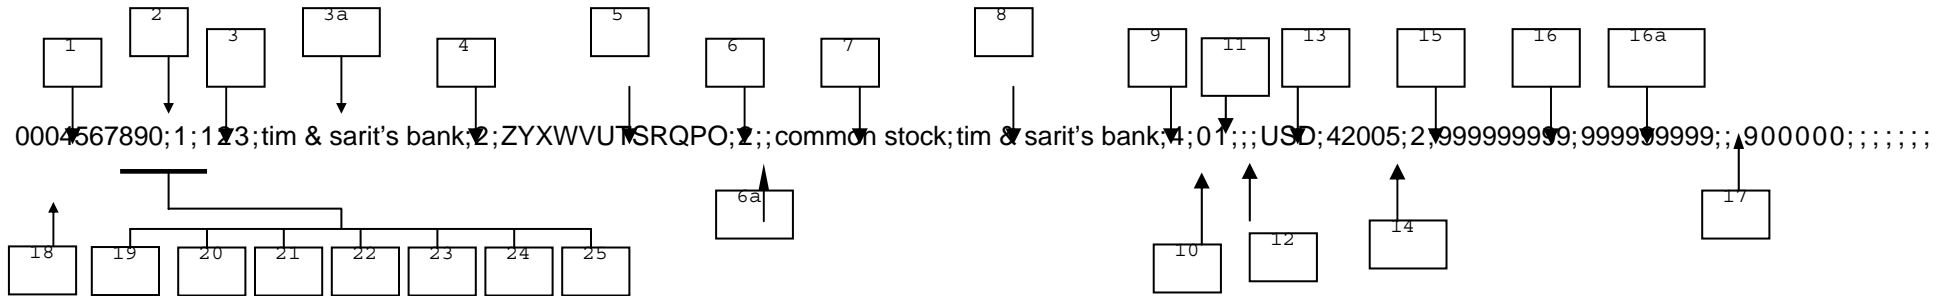 2 3a 5 8
1 3 4 6 7 9 11 13 15 16 16a
0004567890;1;123;tim & sarit's bank;2;ZYXWVUTSRQPO;2;;common stock;tim & sarit's bank;4;01;;;USD;42005;2;999999999;999999999;;900000;;;;;;;
6a 17
14
18 19 20 21 22 23 24 25 10 12